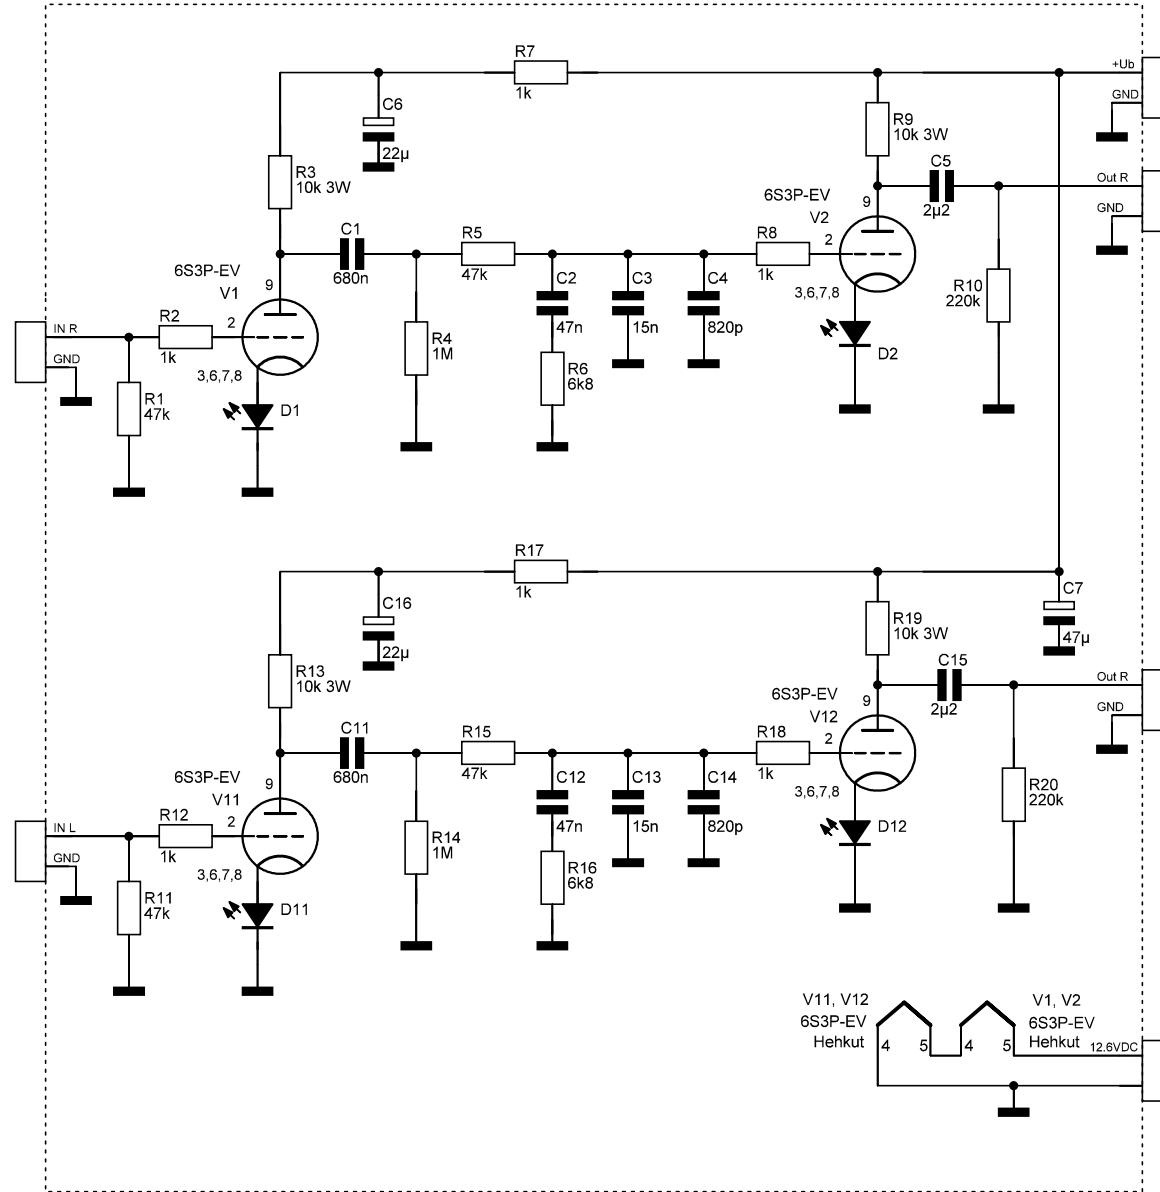 R7
1k
+Ub
GND
C6
22µ
R9
10k 3W
R3
10k 3W
C5
2µ2
Out R
GND
6S3P-EV
V2
9
2
3,6,7,8
C1
680n
R5
47k
R8
1k
6S3P-EV
V1
9
2
3,6,7,8
C2
47n
C3
15n
C4
820p
R10
220k
IN R
GND
R2
1k
R4
1M
D2
R6
6k8
R1
47k
D1
R17
1k
C16
22µ
C7
47µ
R19
10k 3W
R13
10k 3W
C15
2µ2
Out R
GND
6S3P-EV
V12
9
2
3,6,7,8
C11
680n
R15
47k
R18
1k
6S3P-EV
V11
9
2
3,6,7,8
C12
47n
C13
15n
C14
820p
R20
220k
IN L
GND
R12
1k
R14
1M
D12
R16
6k8
R11
47k
D11
V11, V12
6S3P-EV
Hehkut
4
5
4
5
V1, V2
6S3P-EV
Hehkut
12.6VDC